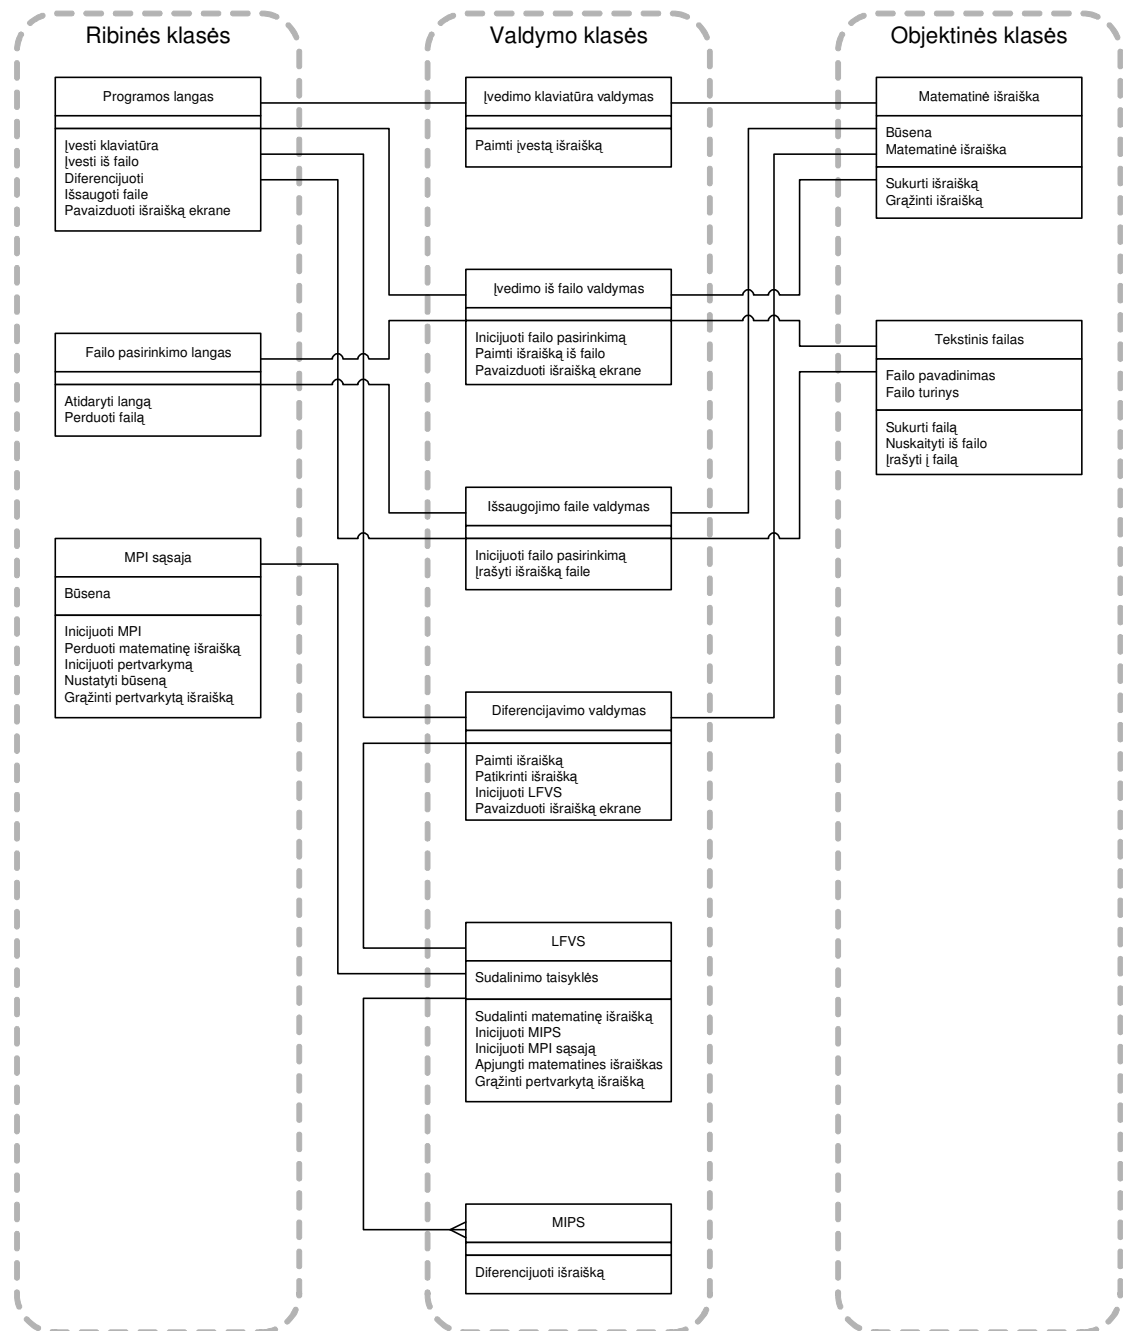 Ribinės klasės
Programos langas
Įvesti klaviatūra
Įvesti iš failo
Diferencijuoti
Išsaugoti faile
Pavaizduoti išraišką ekrane
Failo pasirinkimo langas
Atidaryti langą
Perduoti failą
MPI sąsaja
Būsena
Inicijuoti MPI
Perduoti matematinę išraišką
Inicijuoti pertvarkymą
Nustatyti būseną
Grąžinti pertvarkytą išraišką
Valdymo klasės
Įvedimo klaviatūra valdymas
Paimti įvestą išraišką
Įvedimo iš failo valdymas
Inicijuoti failo pasirinkimą
Paimti išraišką iš failo
Pavaizduoti išraišką ekrane
Išsaugojimo faile valdymas
Inicijuoti failo pasirinkimą
Įrašyti išraišką faile
Diferencijavimo valdymas
Paimti išraišką
Patikrinti išraišką
Inicijuoti LFVS
Pavaizduoti išraišką ekrane
LFVS
Sudalinimo taisyklės
Sudalinti matematinę išraišką
Inicijuoti MIPS
Inicijuoti MPI sąsają
Apjungti matematines išraiškas
Grąžinti pertvarkytą išraišką
MIPS
Diferencijuoti išraišką
Objektinės klasės
Matematinė išraiška
Būsena
Matematinė išraiška
Sukurti išraišką
Grąžinti išraišką
Tekstinis failas
Failo pavadinimas
Failo turinys
Sukurti failą
Nuskaityti iš failo
Įrašyti į failą